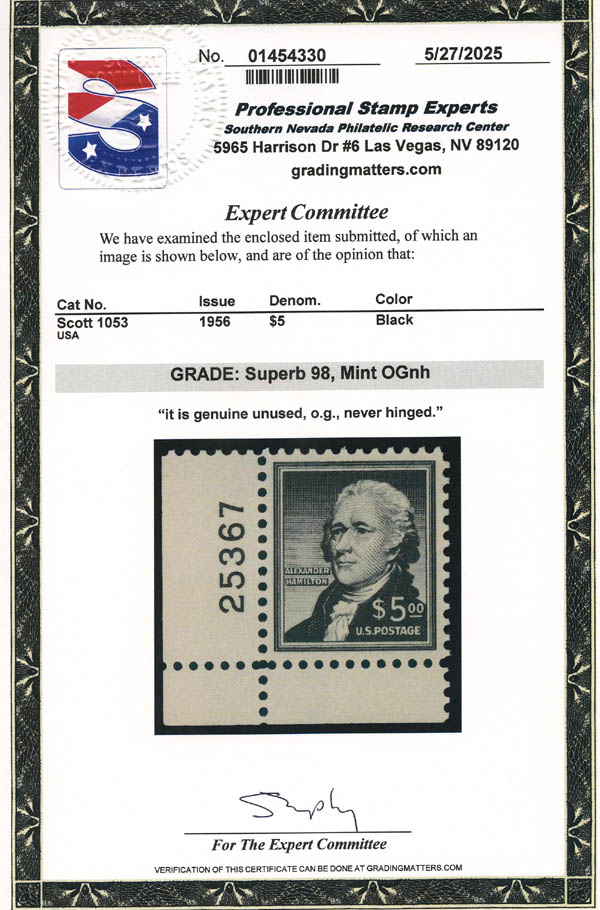 No. 01454330 5/27/2025
Professional Stamp Experts
Southern Nevada Philatelic Research Center
5965 Harrison Dr #6 Las Vegas, NV 89120
gradingmatters.com
Expert Committee
We have examined the enclosed item submitted, of which an
image is shown below, and are of the opinion that:
Cat No. Issue Denom. Color
Scott 1053 1956 $5 Black
USA
GRADE: Superb 98, Mint OGnh
“it is genuine unused, o.g., never hinged.”
25367
ALEXANDER
HAMILTON
$5.00
U.S.POSTAGE
For The Expert Committee
VERIFICATION OF THIS CERTIFICATE CAN BE DONE AT GRADINGMATTERS.COM